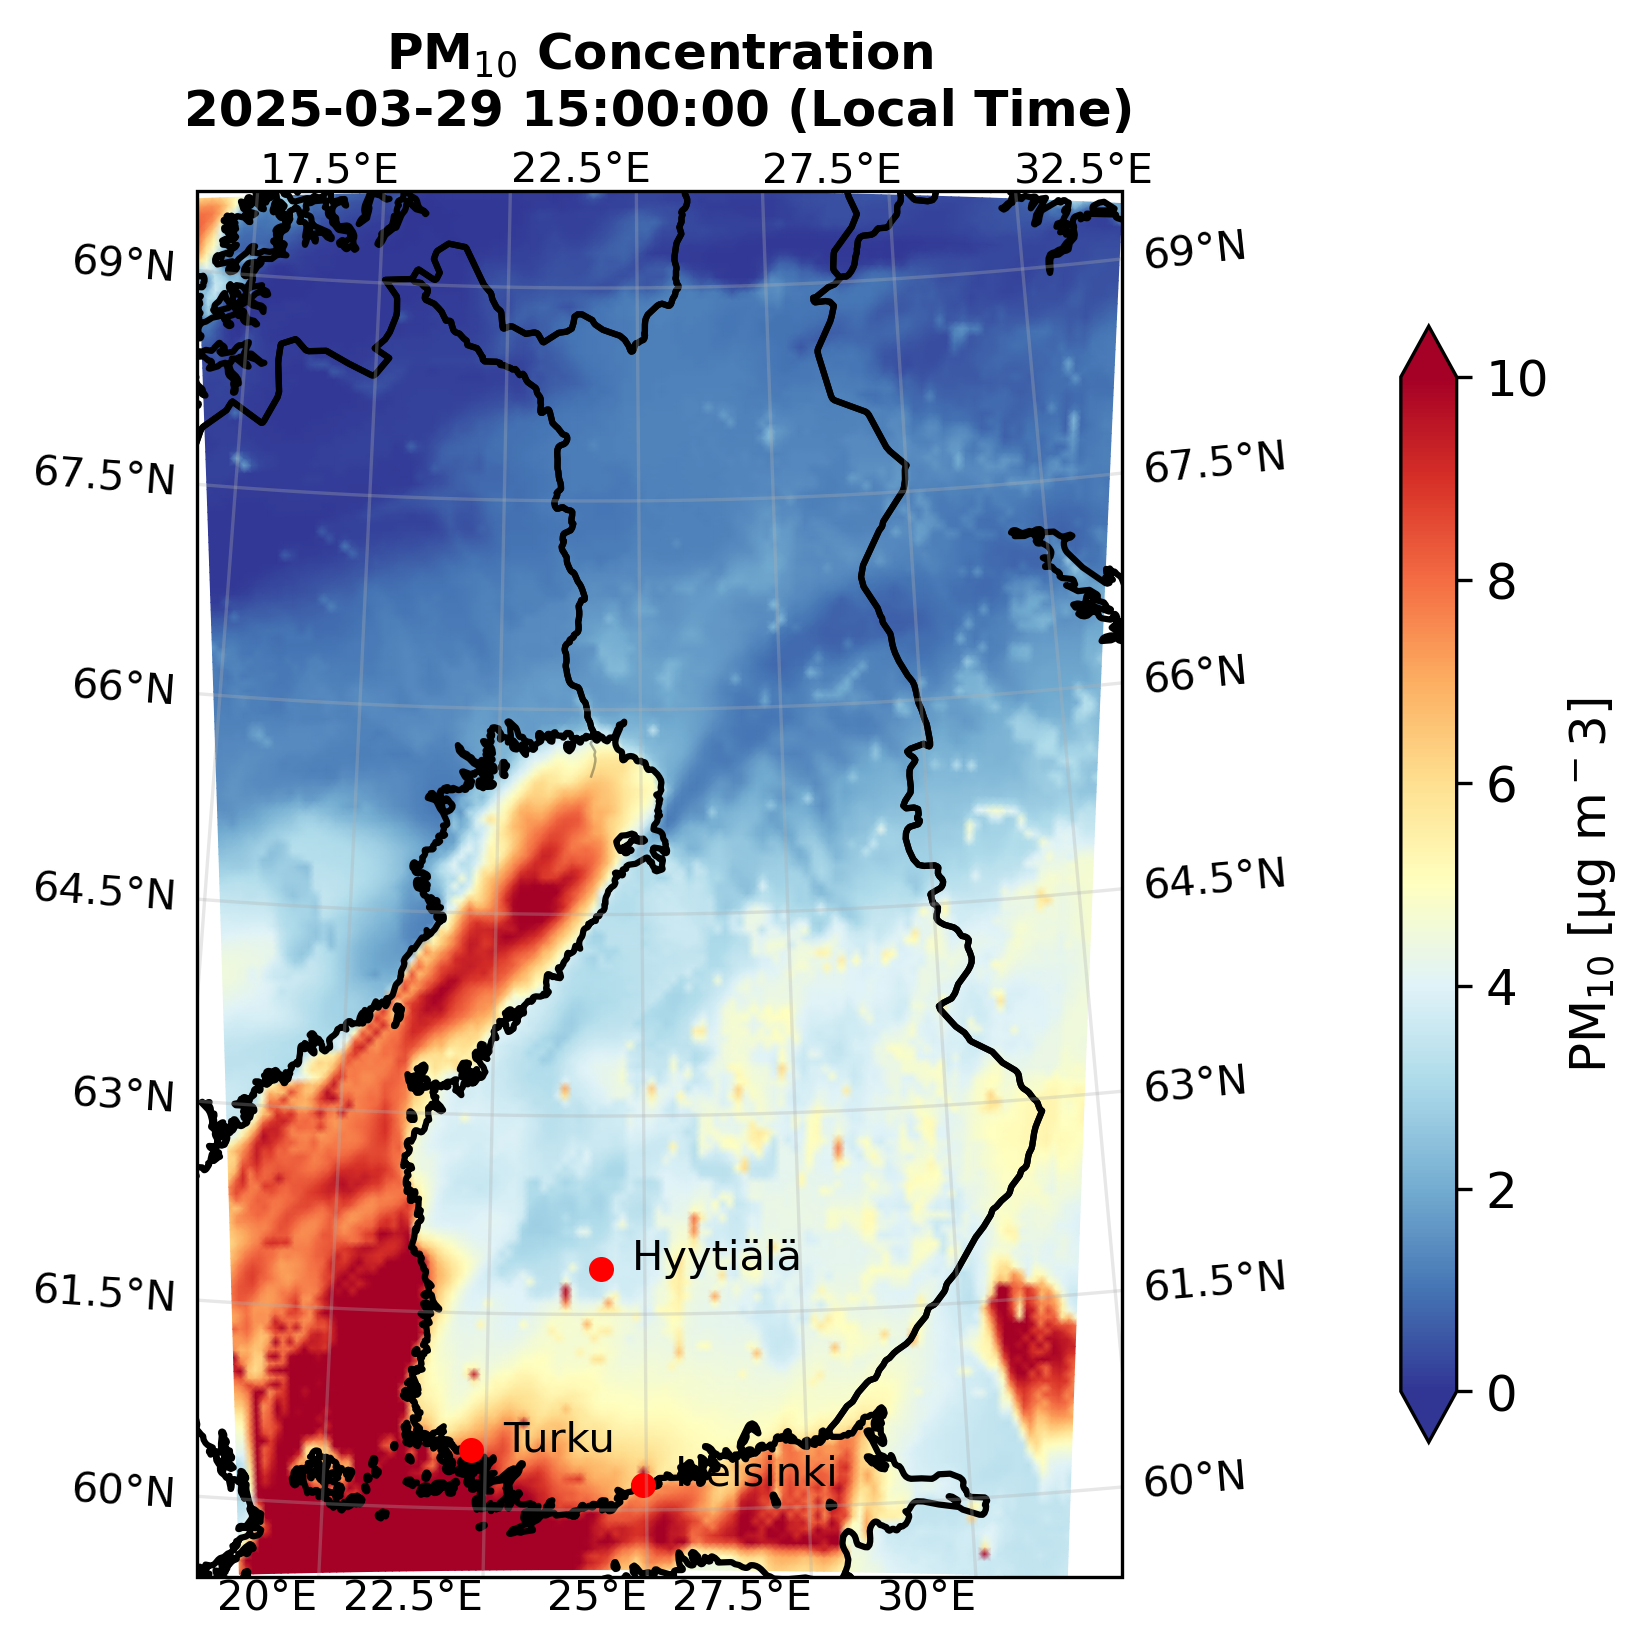 PM₁₀ Concentration
2025-03-29 15:00:00 (Local Time)
17.5°E 22.5°E 27.5°E 32.5°E
69°N 69°N
67.5°N 67.5°N
66°N 66°N
64.5°N 64.5°N
63°N 63°N
61.5°N 61.5°N
60°N 60°N
Hyytiälä
Turku
Helsinki
20°E 22.5°E 25°E 27.5°E 30°E
10
8
6
4
2
0
PM₁₀ [µg m⁻ 3]